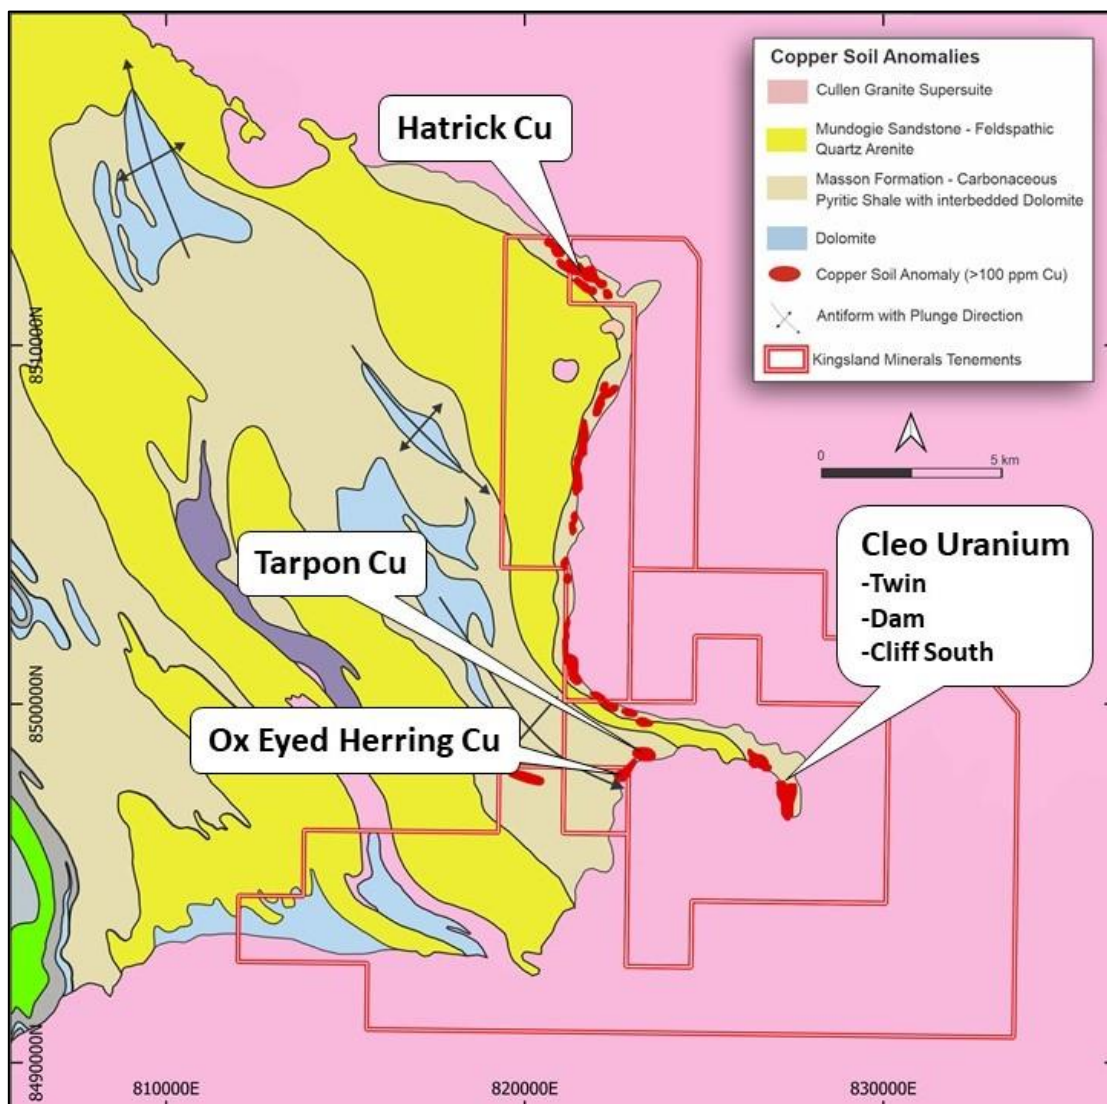 Copper Soil Anomalies
Cullen Granite Supersuite
Mundogie Sandstone - Feldspathic
Quartz Arenite
Masson Formation - Carbonaceous
Pyritic Shale with interbedded Dolomite
Dolomite
Copper Soil Anomaly (>100 ppm Cu)
Antiform with Plunge Direction
Kingsland Minerals Tenements
Hatrick Cu
0
5 km
Tarpon Cu
Cleo Uranium
-Twin
-Dam
-Cliff South
Ox Eyed Herring Cu
8510000N
8500000N
8490000N
810000E
820000E
830000E